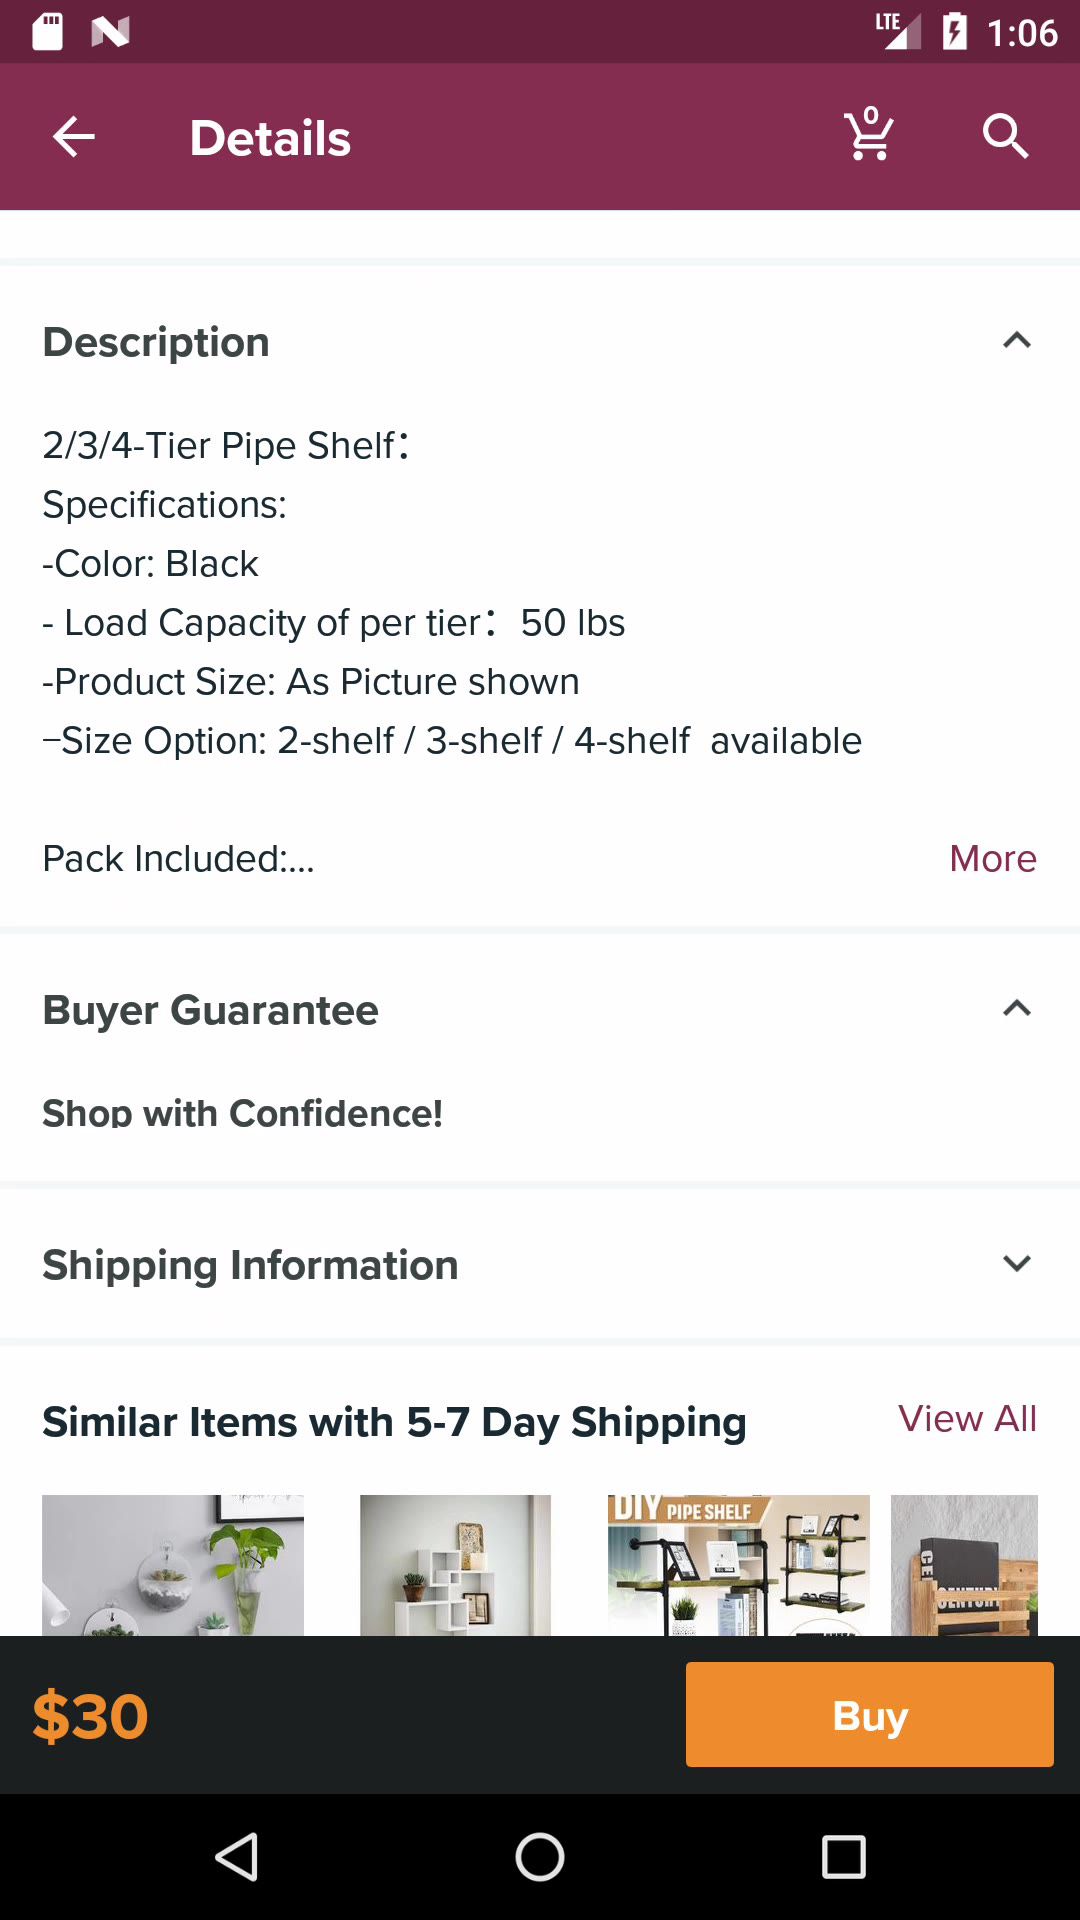 LTE 1:06
Details
0
Description
2/3/4-Tier Pipe Shelf：
Specifications:
-Color: Black
- Load Capacity of per tier：50 lbs
-Product Size: As Picture shown
–Size Option: 2-shelf / 3-shelf / 4-shelf  available
Pack Included:...
More
Buyer Guarantee
Shop with Confidence!
Shipping Information
Similar Items with 5-7 Day Shipping
View All
DIY PIPE SHELF
$30
Buy